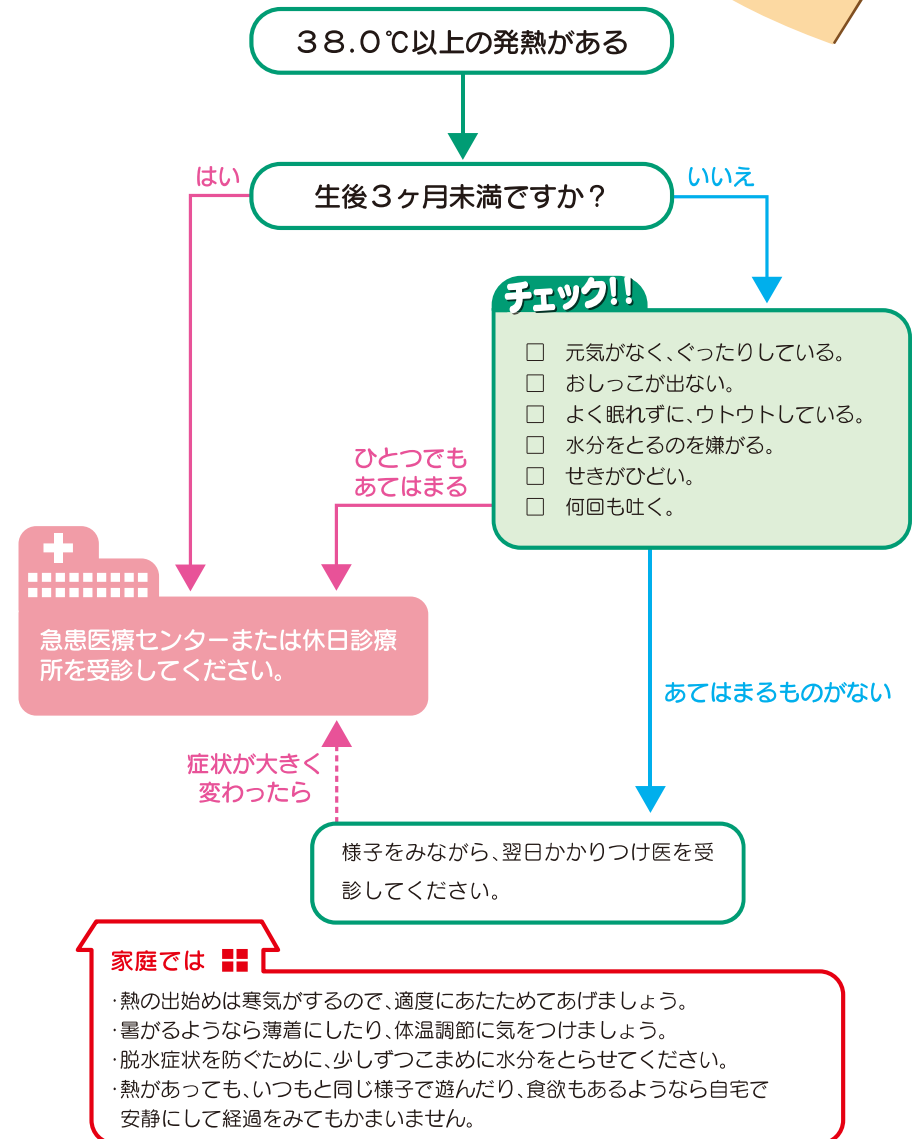 38.0℃以上の発熱がある
はい
生後3ヶ月未満ですか？
いいえ
チェック!!
□ 元気がなく、ぐったりしている。
□ おしっこが出ない。
□ よく眠れずに、ウトウトしている。
□ 水分をとるのを嫌がる。
□ せきがひどい。
□ 何回も吐く。
ひとつでも
あてはまる
急患医療センターまたは休日診療
所を受診してください。
あてはまるものがない
症状が大きく
変わったら
様子をみながら、翌日かかりつけ医を受
診してください。
家庭では
・熱の出始めは寒気がするので、適度にあたためてあげましょう。
・暑がるようなら薄着にしたり、体温調節に気をつけましょう。
・脱水症状を防ぐために、少しずつこまめに水分をとらせてください。
・熱があっても、いつもと同じ様子で遊んだり、食欲もあるようなら自宅で
安静にして経過をみてもかまいません。